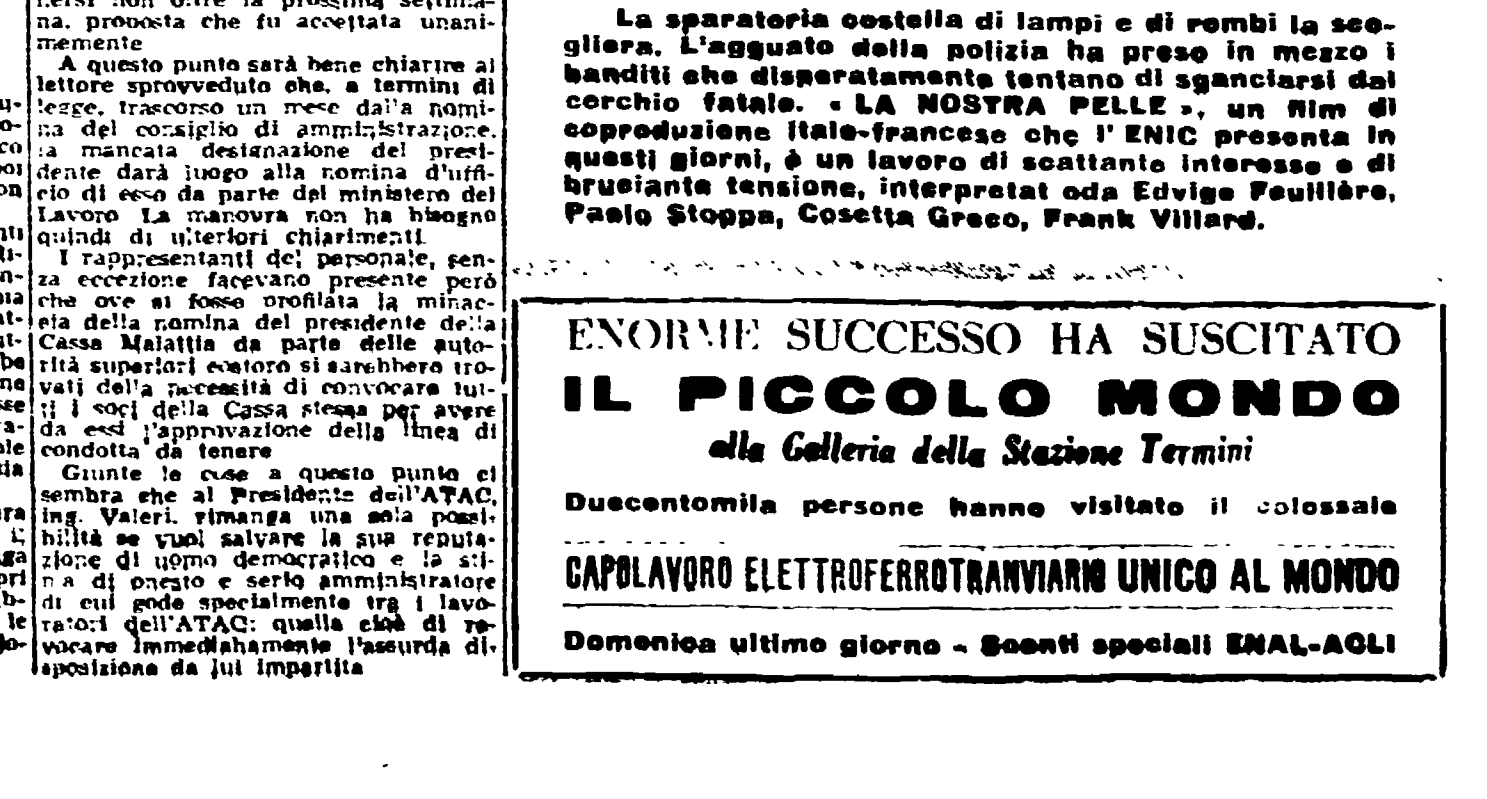 na, proposta che fu accettata unani-
memente
A questo punto sarà bene chiarire al
lettore sprovveduto che, a termini di
legge, trascorso un mese dalla nomi-
na del consiglio di amministrazione,
la mancata designazione del presi-
dente darà luogo alla nomina d'uffi-
cio di esso da parte del ministero del
Lavoro La manovra non ha bisogno
quindi di ulteriori chiarimenti
I rappresentanti del personale, sen-
za eccezione facevano presente però
che ove si fosse profilata la minac-
cia della nomina del presidente della
Cassa Malattia da parte delle auto-
rità superiori costoro si sarebbero tro-
vati della necessità di convocare tut-
ti i soci della Cassa stessa per avere
da essi l'approvazione della linea di
condotta da tenere
Giunte le cose a questo punto ci
sembra che al Presidente dell'ATAC,
ing. Valeri, rimanga una sola possi-
bilità se vuol salvare la sua reputa-
zione di uomo democratico e la sti-
ma di onesto e serio amministratore
di cui gode specialmente tra i lavo-
ratori dell'ATAC: quella cioè di re-
vocare immediahamente l'assurda di-
sposizione da lui impartita
La sparatoria costella di lampi e di rombi la sco-
gliera. L'agguato della polizia ha preso in mezzo i
banditi che disperatamente tentano di sganciarsi dal
cerchio fatale. « LA NOSTRA PELLE », un film di
coproduzione italo-francese che l' ENIC presenta in
questi giorni, è un lavoro di scattante interesse e di
bruciante tensione, interpretat oda Edvige Feuillère,
Paolo Stoppa, Cosetta Greco, Frank Villard.
ENORME SUCCESSO HA SUSCITATO
IL PICCOLO MONDO
alla Galleria della Stazione Termini
Duecentomila persone hanno visitato il colossale
CAPOLAVORO ELETTROFERROTRANVIARIO UNICO AL MONDO
Domenica ultimo giorno - Sconti speciali ENAL-ACLI